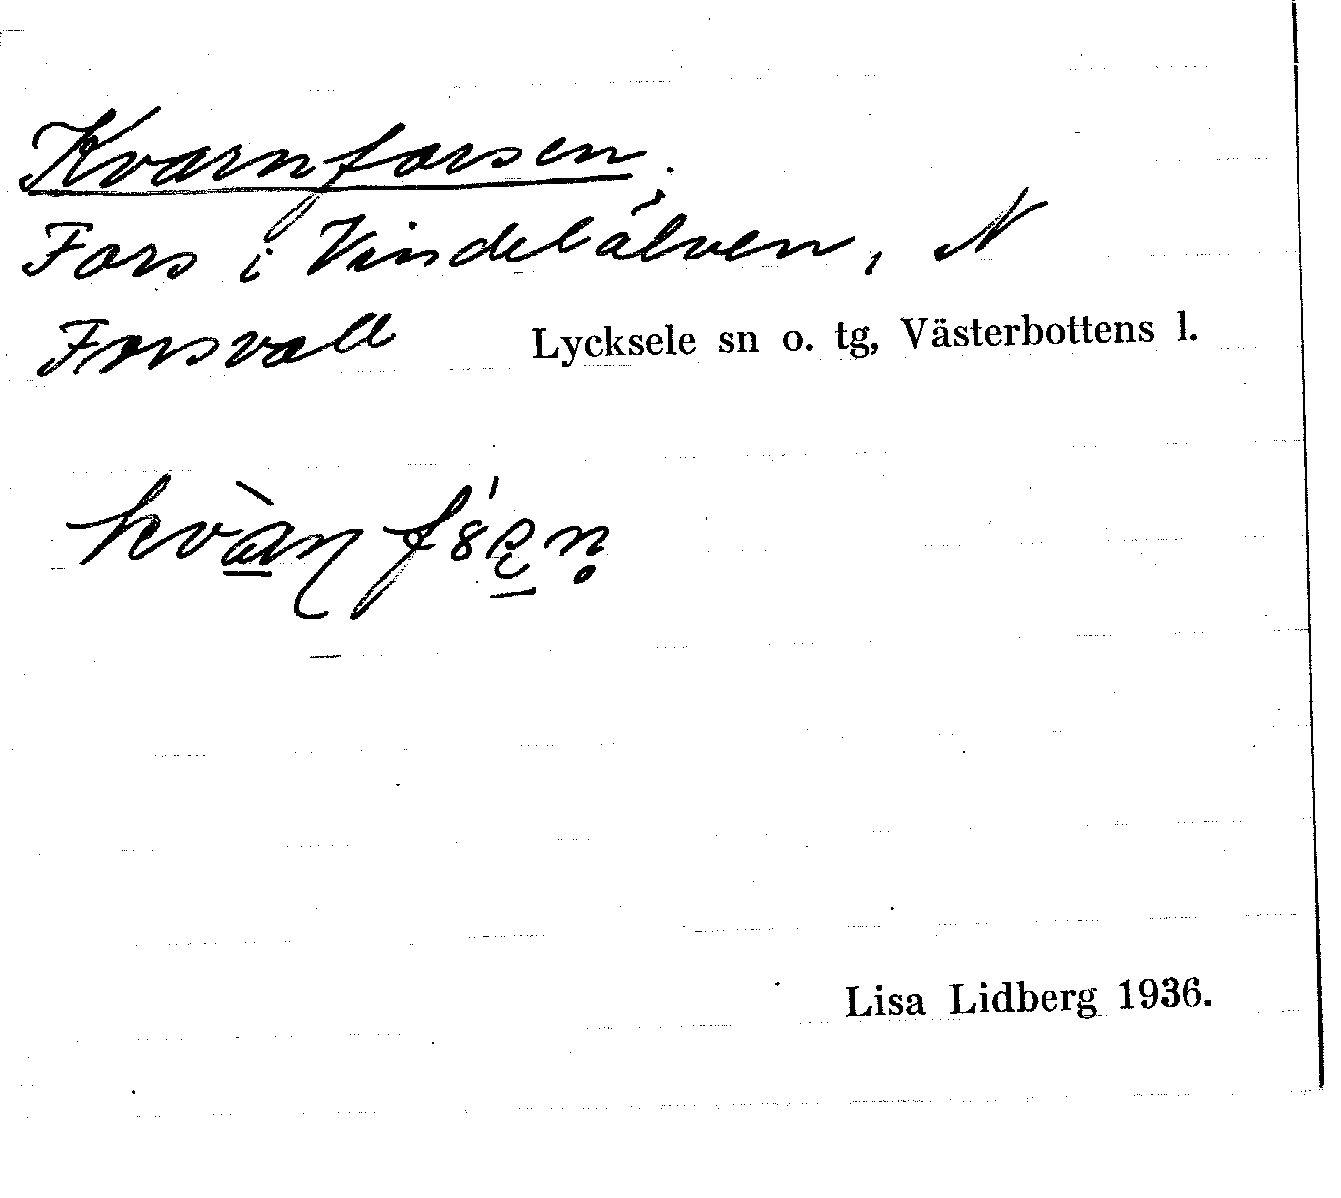 Kvarnforsen.
Fors i Vindelälven, N
Forsvall Lycksele sn o. tg, Västerbottens l.
Lisa Lidberg 1936.